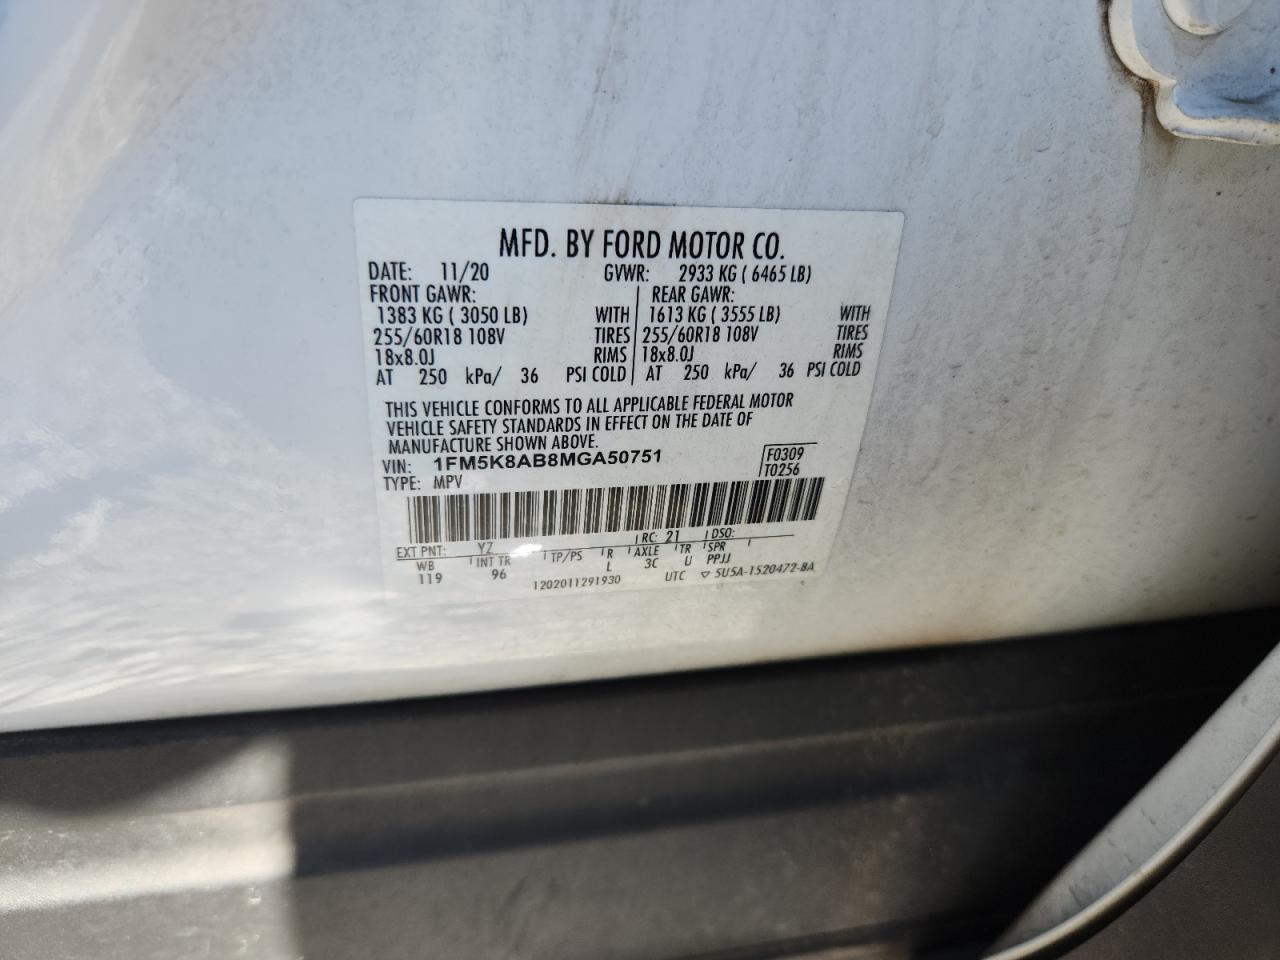 MFD. BY FORD MOTOR CO.
DATE: 11/20 GVWR: 2933 KG ( 6465 LB)
FRONT GAWR: REAR GAWR:
1383 KG ( 3050 LB) WITH 1613 KG ( 3555 LB) WITH
255/60R18 108V TIRES 255/60R18 108V TIRES
18x8.0J RIMS 18x8.0J RIMS
AT 250 kPa/ 36 PSI COLD AT 250 kPa/ 36 PSI COLD
THIS VEHICLE CONFORMS TO ALL APPLICABLE FEDERAL MOTOR
VEHICLE SAFETY STANDARDS IN EFFECT ON THE DATE OF
MANUFACTURE SHOWN ABOVE.
VIN: 1FM5K8AB8MGA50751 F0309
TYPE: MPV T0256
EXT PNT: YZ RC: 21 DSO:
WB INT TR TP/PS R AXLE TR SPR
119 96 L 3C U PPJJ
1202011291930 UTC ▽ 5U5A-1520472-BA